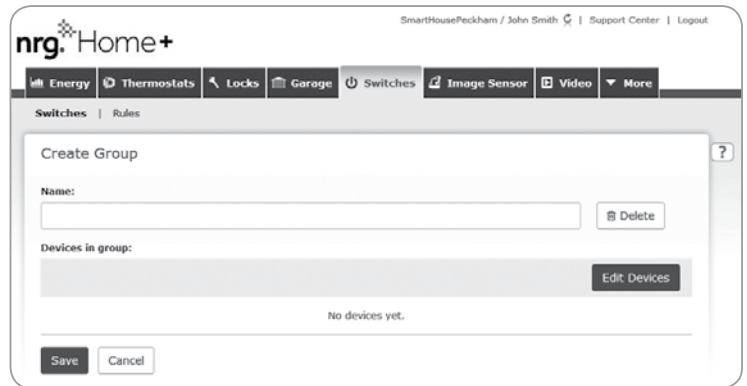 SmartHousePeckham / John Smith | Support Center | Logout
nrg. Home+
Energy Thermostats Locks Garage Switches Image Sensor Video More
Switches | Rules
Create Group
?
Name:
Delete
Devices in group:
Edit Devices
No devices yet.
Save Cancel